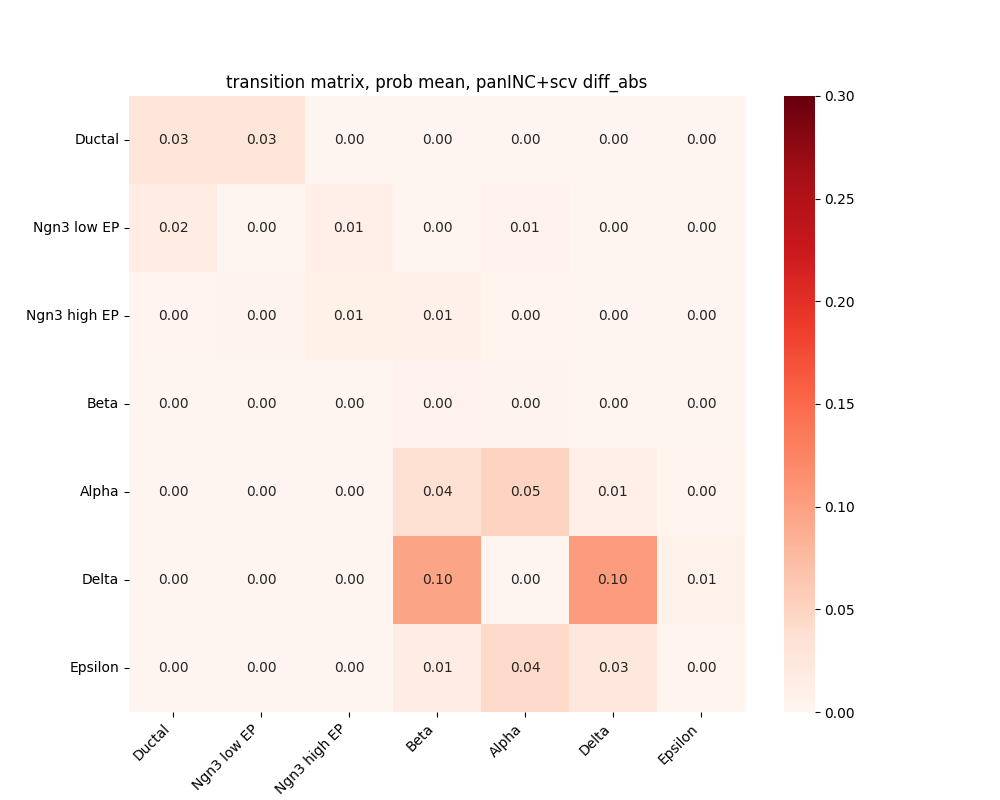 transition matrix, prob mean, panINC+scv diff_abs
Ductal 0.03 0.03 0.00 0.00 0.00 0.00 0.00
Ngn3 low EP 0.02 0.00 0.01 0.00 0.01 0.00 0.00
Ngn3 high EP 0.00 0.00 0.01 0.01 0.00 0.00 0.00
Beta 0.00 0.00 0.00 0.00 0.00 0.00 0.00
Alpha 0.00 0.00 0.00 0.04 0.05 0.01 0.00
Delta 0.00 0.00 0.00 0.10 0.00 0.10 0.01
Epsilon 0.00 0.00 0.00 0.01 0.04 0.03 0.00
Ductal Ngn3 low EP Ngn3 high EP Beta Alpha Delta Epsilon
0.30
0.25
0.20
0.15
0.10
0.05
0.00